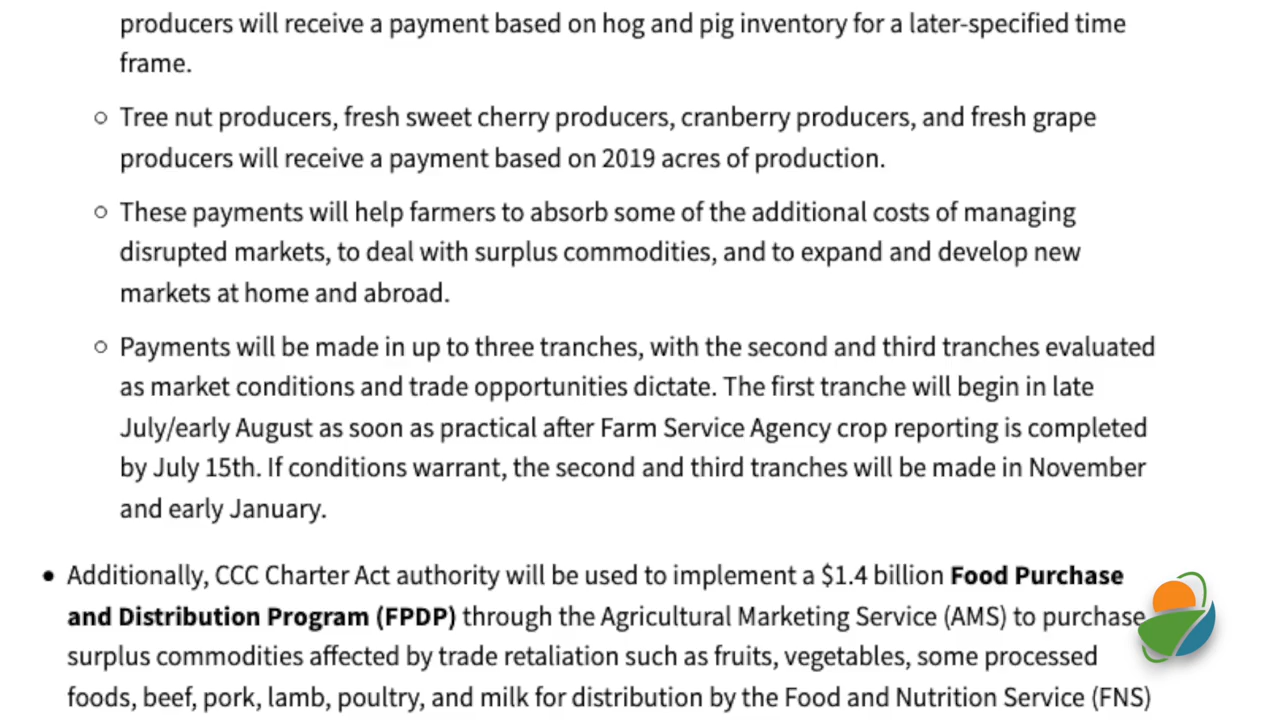 producers will receive a payment based on hog and pig inventory for a later-specified time
frame.
○ Tree nut producers, fresh sweet cherry producers, cranberry producers, and fresh grape
producers will receive a payment based on 2019 acres of production.
○ These payments will help farmers to absorb some of the additional costs of managing
disrupted markets, to deal with surplus commodities, and to expand and develop new
markets at home and abroad.
○ Payments will be made in up to three tranches, with the second and third tranches evaluated
as market conditions and trade opportunities dictate. The first tranche will begin in late
July/early August as soon as practical after Farm Service Agency crop reporting is completed
by July 15th. If conditions warrant, the second and third tranches will be made in November
and early January.
• Additionally, CCC Charter Act authority will be used to implement a $1.4 billion Food Purchase
and Distribution Program (FPDP) through the Agricultural Marketing Service (AMS) to purchase
surplus commodities affected by trade retaliation such as fruits, vegetables, some processed
foods, beef, pork, lamb, poultry, and milk for distribution by the Food and Nutrition Service (FNS)